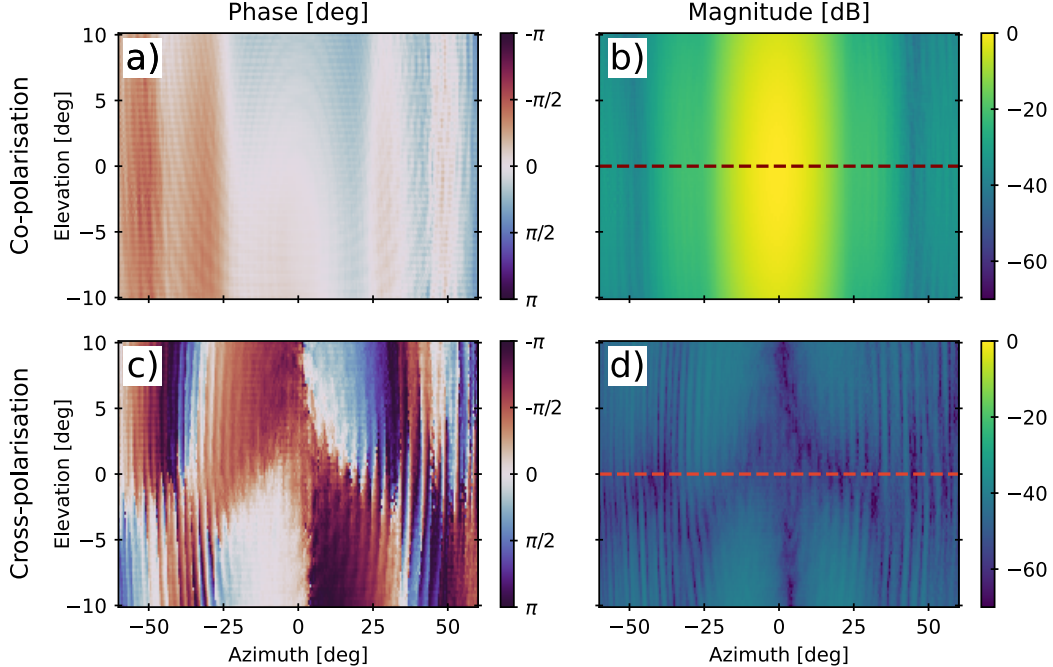 Phase [deg]
Magnitude [dB]
Co-polarisation
Elevation [deg]
10
5
0
−5
−10
a)
-π
-π/2
0
π/2
π
b)
0
−20
−40
−60
Cross-polarisation
Elevation [deg]
10
5
0
−5
−10
c)
-π
-π/2
0
π/2
π
d)
0
−20
−40
−60
−50 −25 0 25 50
Azimuth [deg]
−50 −25 0 25 50
Azimuth [deg]